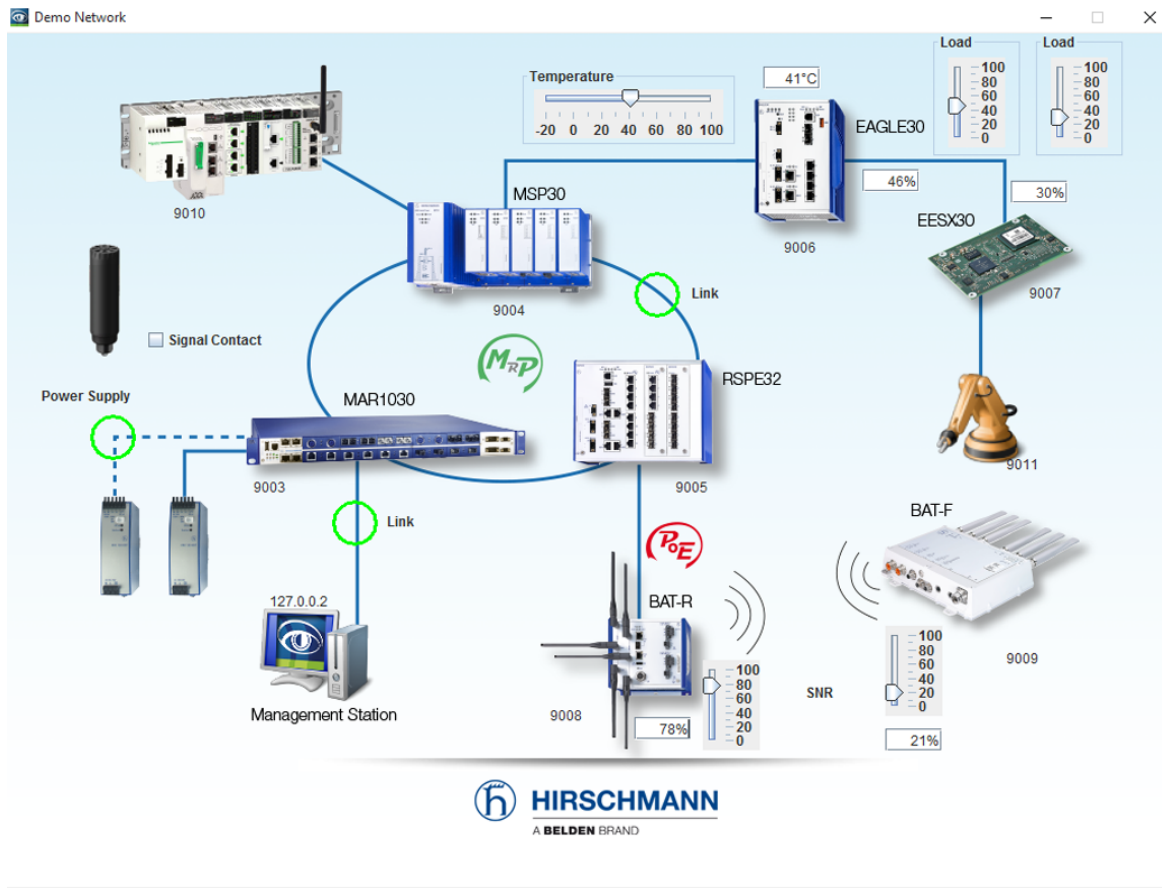 Demo Network
Load
Load
Temperature
-20 0 20 40 60 80 100
41°C
100
80
60
40
20
0
100
80
60
40
20
0
EAGLE30
46%
30%
9010
MSP30
9006
EESX30
9007
9004
Link
Signal Contact
MRP
RSPE32
Power Supply
MAR1030
9003
9005
9011
Link
PoE
BAT-F
127.0.0.2
BAT-R
9009
Management Station
9008
78%
100
80
60
40
20
0
SNR
100
80
60
40
20
0
21%
HIRSCHMANN
A BELDEN BRAND